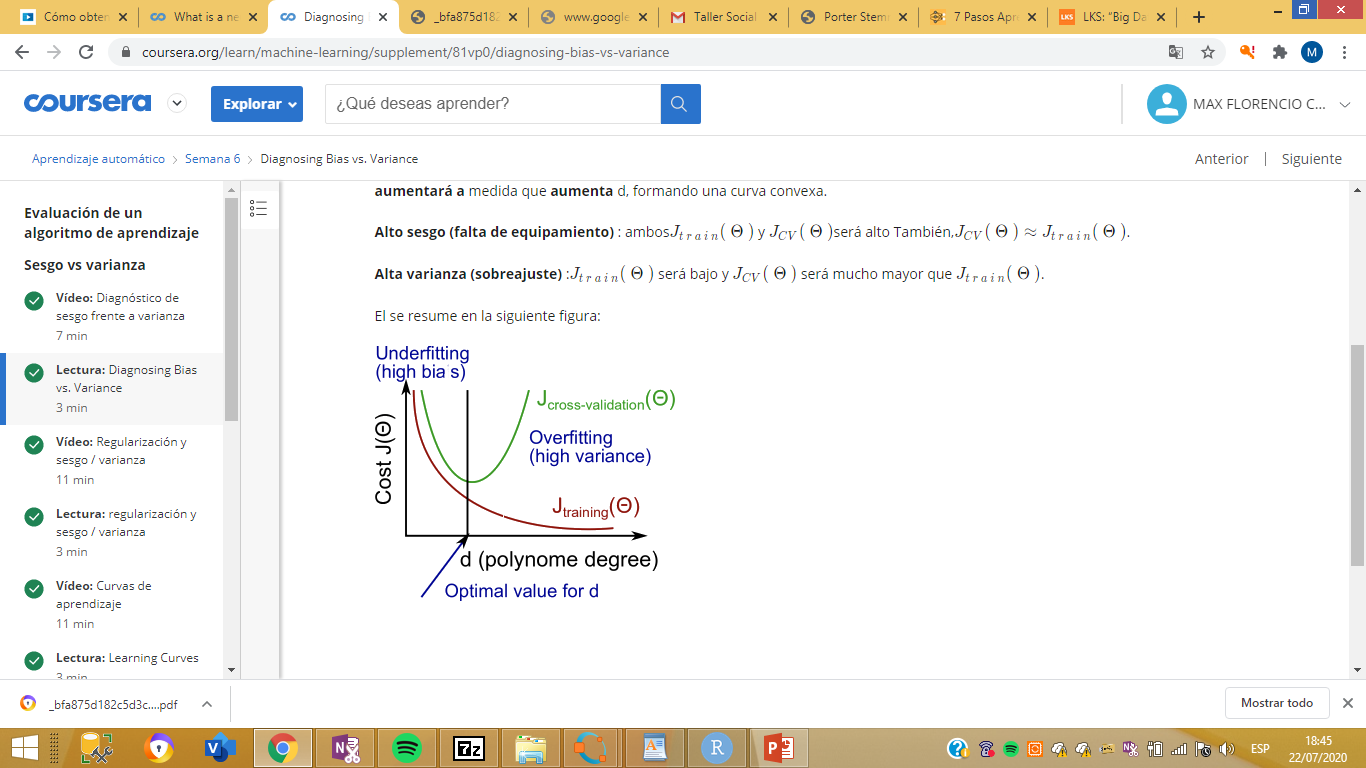 Cómo obten
What is a ne
Diagnosing
_bfa875d182
www.google
Taller Social
Porter Stemm
7 Pasos Apre
LKS
LKS: "Big Da
coursera.org/learn/machine-learning/supplement/81vp0/diagnosing-bias-vs-variance
M
coursera
Explorar
¿Qué deseas aprender?
MAX FLORENCIO C...
Aprendizaje automático > Semana 6 > Diagnosing Bias vs. Variance
Anterior | Siguiente
Evaluación de un
algoritmo de aprendizaje
Sesgo vs varianza
Vídeo: Diagnóstico de
sesgo frente a varianza
7 min
Lectura: Diagnosing Bias
vs. Variance
3 min
Vídeo: Regularización y
sesgo / varianza
11 min
Lectura: regularización y
sesgo / varianza
3 min
Vídeo: Curvas de
aprendizaje
11 min
Lectura: Learning Curves
3 min
aumentará a medida que aumenta d, formando una curva convexa.
Alto sesgo (falta de equipamiento) : ambosJtrain(Θ) y JCV(Θ)será alto También,JCV(Θ) ≈ Jtrain(Θ).
Alta varianza (sobreajuste) :Jtrain(Θ) será bajo y JCV(Θ) será mucho mayor que Jtrain(Θ).
El se resume en la siguiente figura:
Underfitting
(high bia s)
Jcross-validation(Θ)
Cost J(Θ)
Overfitting
(high variance)
Jtraining(Θ)
d (polynome degree)
Optimal value for d
_bfa875d182c5d3c....pdf
Mostrar todo
7z
R
ESP
18:45
22/07/2020